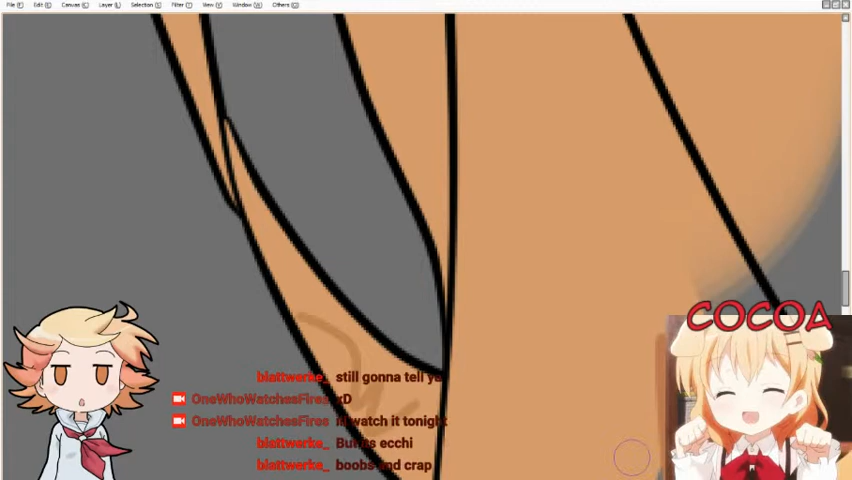 File (F) Edit (E) Canvas (C) Layer (L) Selection (S) Filter (T) View (V) Window (W) Others (O)
COCOA
blattwerke_ still gonna tell ya
OneWhoWatchesFires xD
OneWhoWatchesFires i'd watch it tonight
blattwerke_ But its ecchi
blattwerke_ boobs and crap